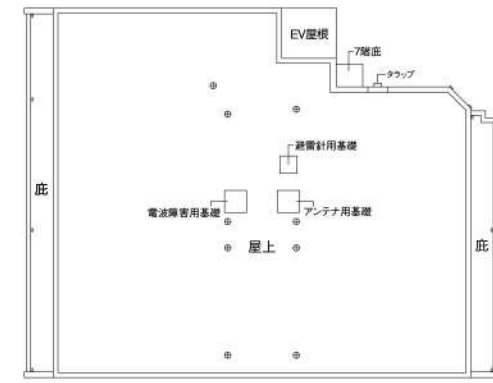 EV屋根
7階庇
タラップ
避雷針用基礎
庇
電波障害用基礎
アンテナ用基礎
屋上
庇